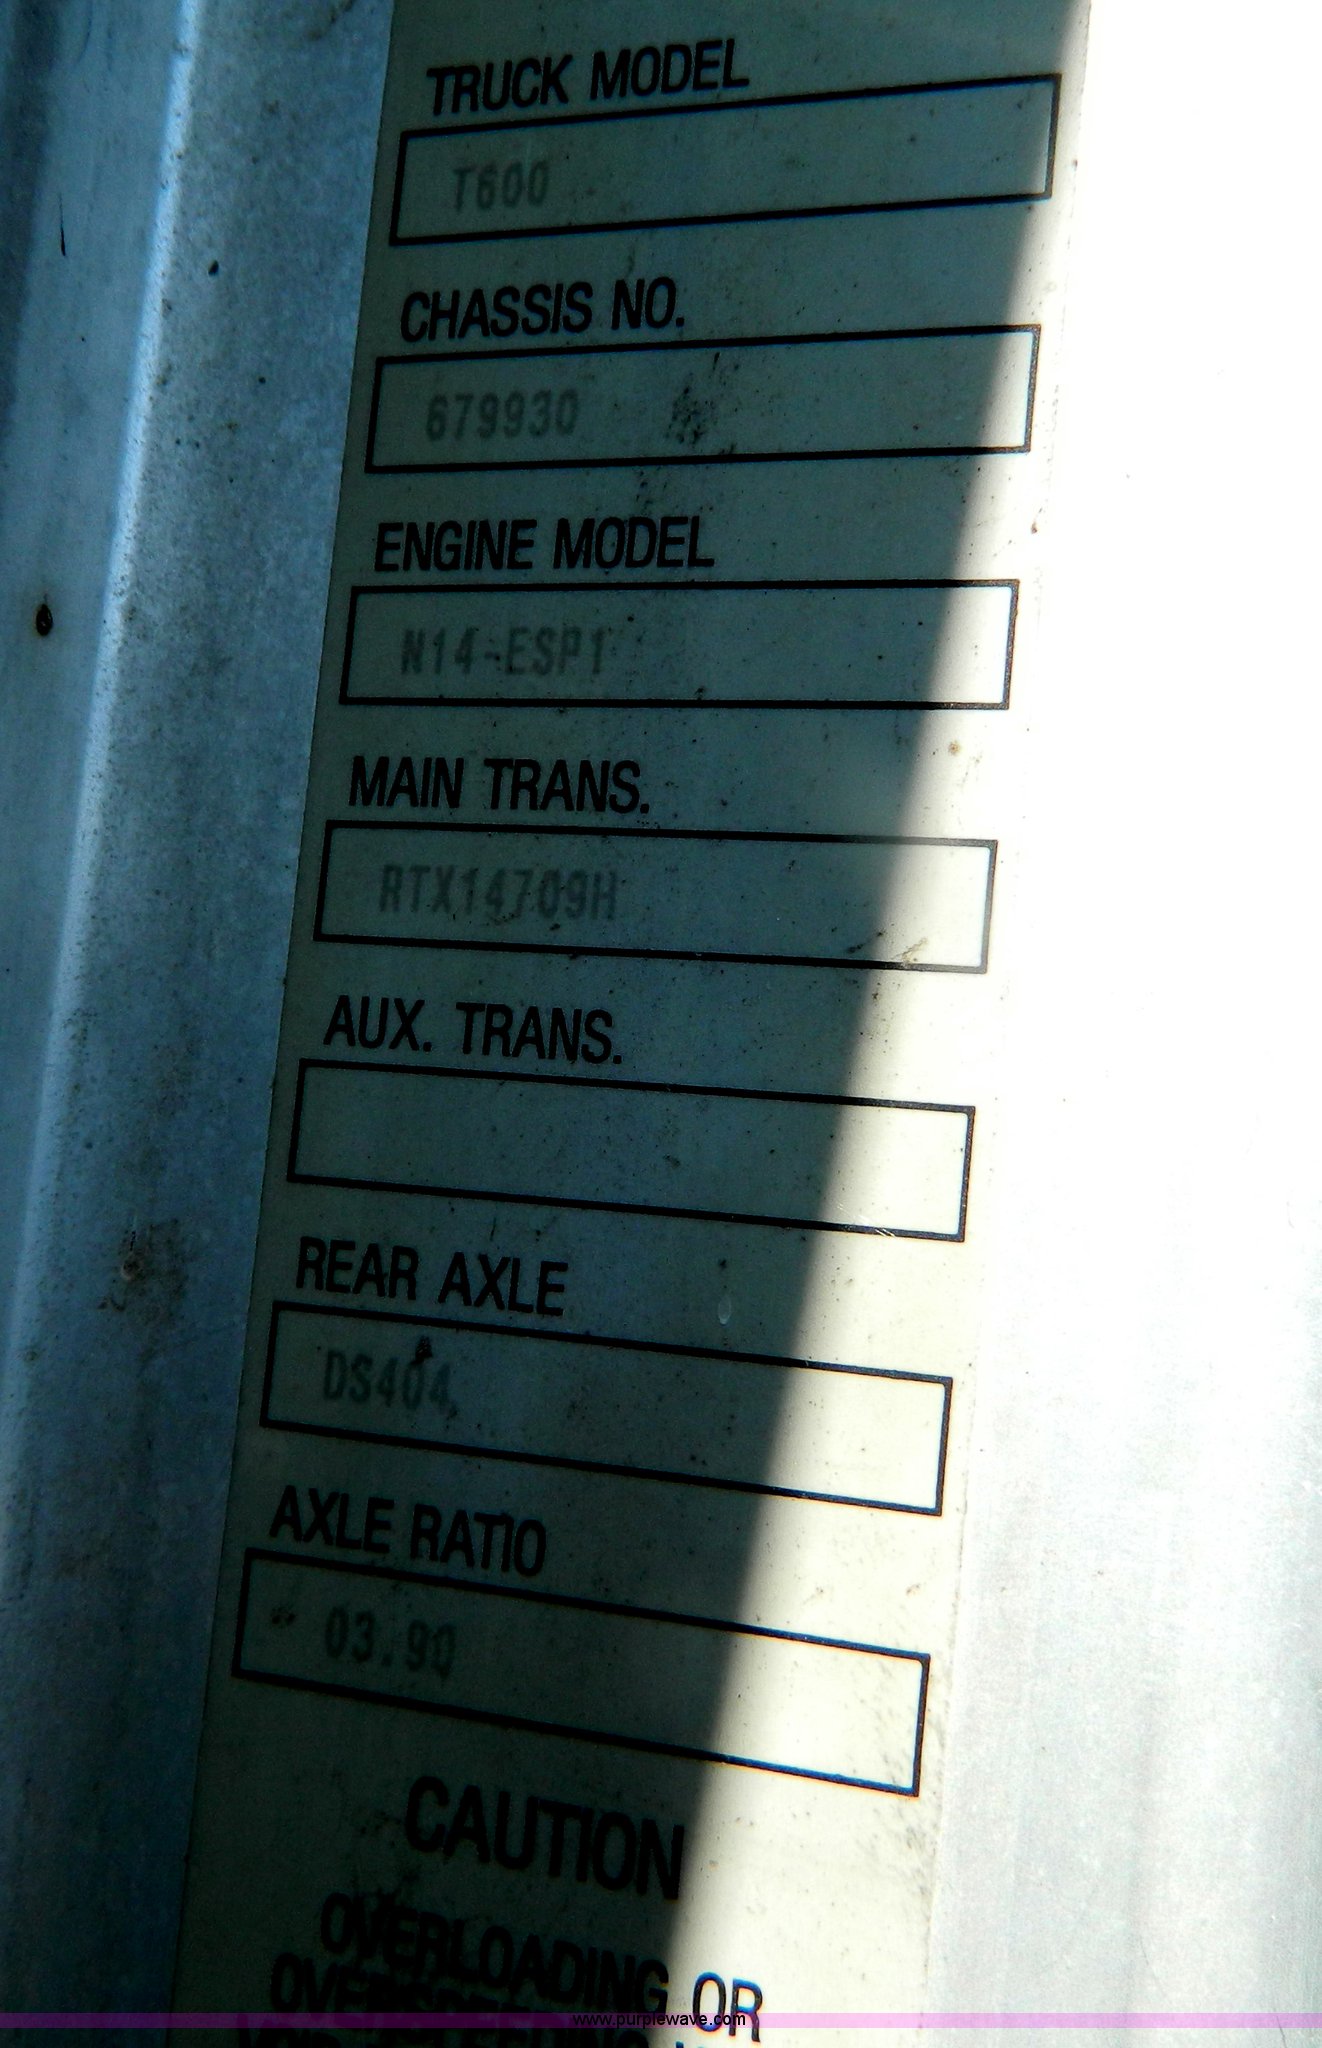 TRUCK MODEL
T600
CHASSIS NO.
679930
ENGINE MODEL
N14-ESP1
MAIN TRANS.
RTX14709H
AUX. TRANS.
REAR AXLE
DS404
AXLE RATIO
03.90
CAUTION
OVERLOADING OR
OVERSPEEDING
www.purplewave.com